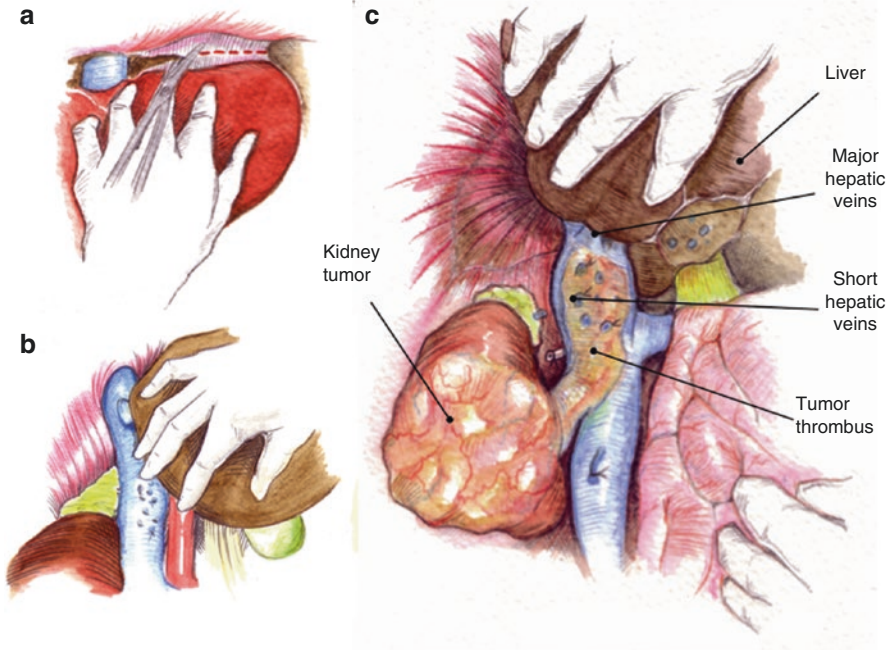 a
c
Liver
Major
hepatic
veins
Kidney
tumor
Short
hepatic
veins
b
Tumor
thrombus